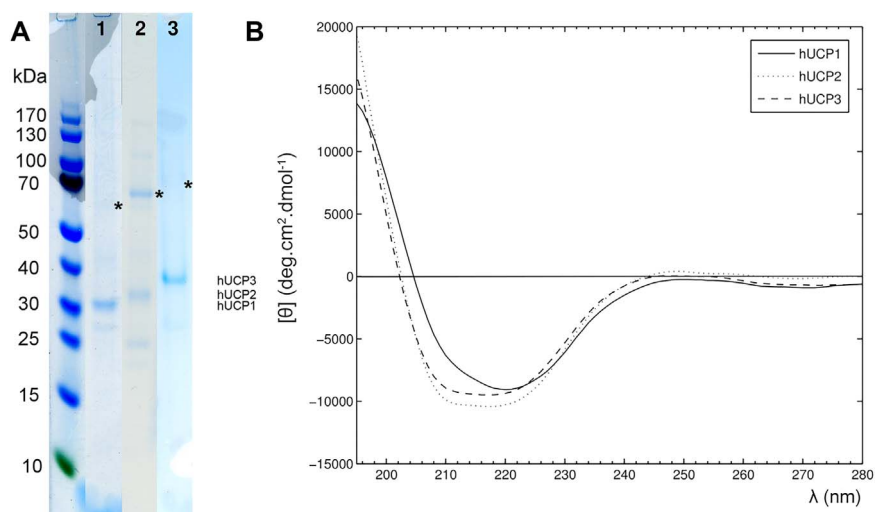 A
1 2 3
kDa
170
130
100
70
*
*
*
50
40
hUCP3
hUCP2
30
hUCP1
25
15
10
B
hUCP1
hUCP2
hUCP3
20000
15000
10000
5000
0
−5000
−10000
−15000
[θ] (deg.cm².dmol⁻¹)
200 210 220 230 240 250 260 270 280
λ (nm)